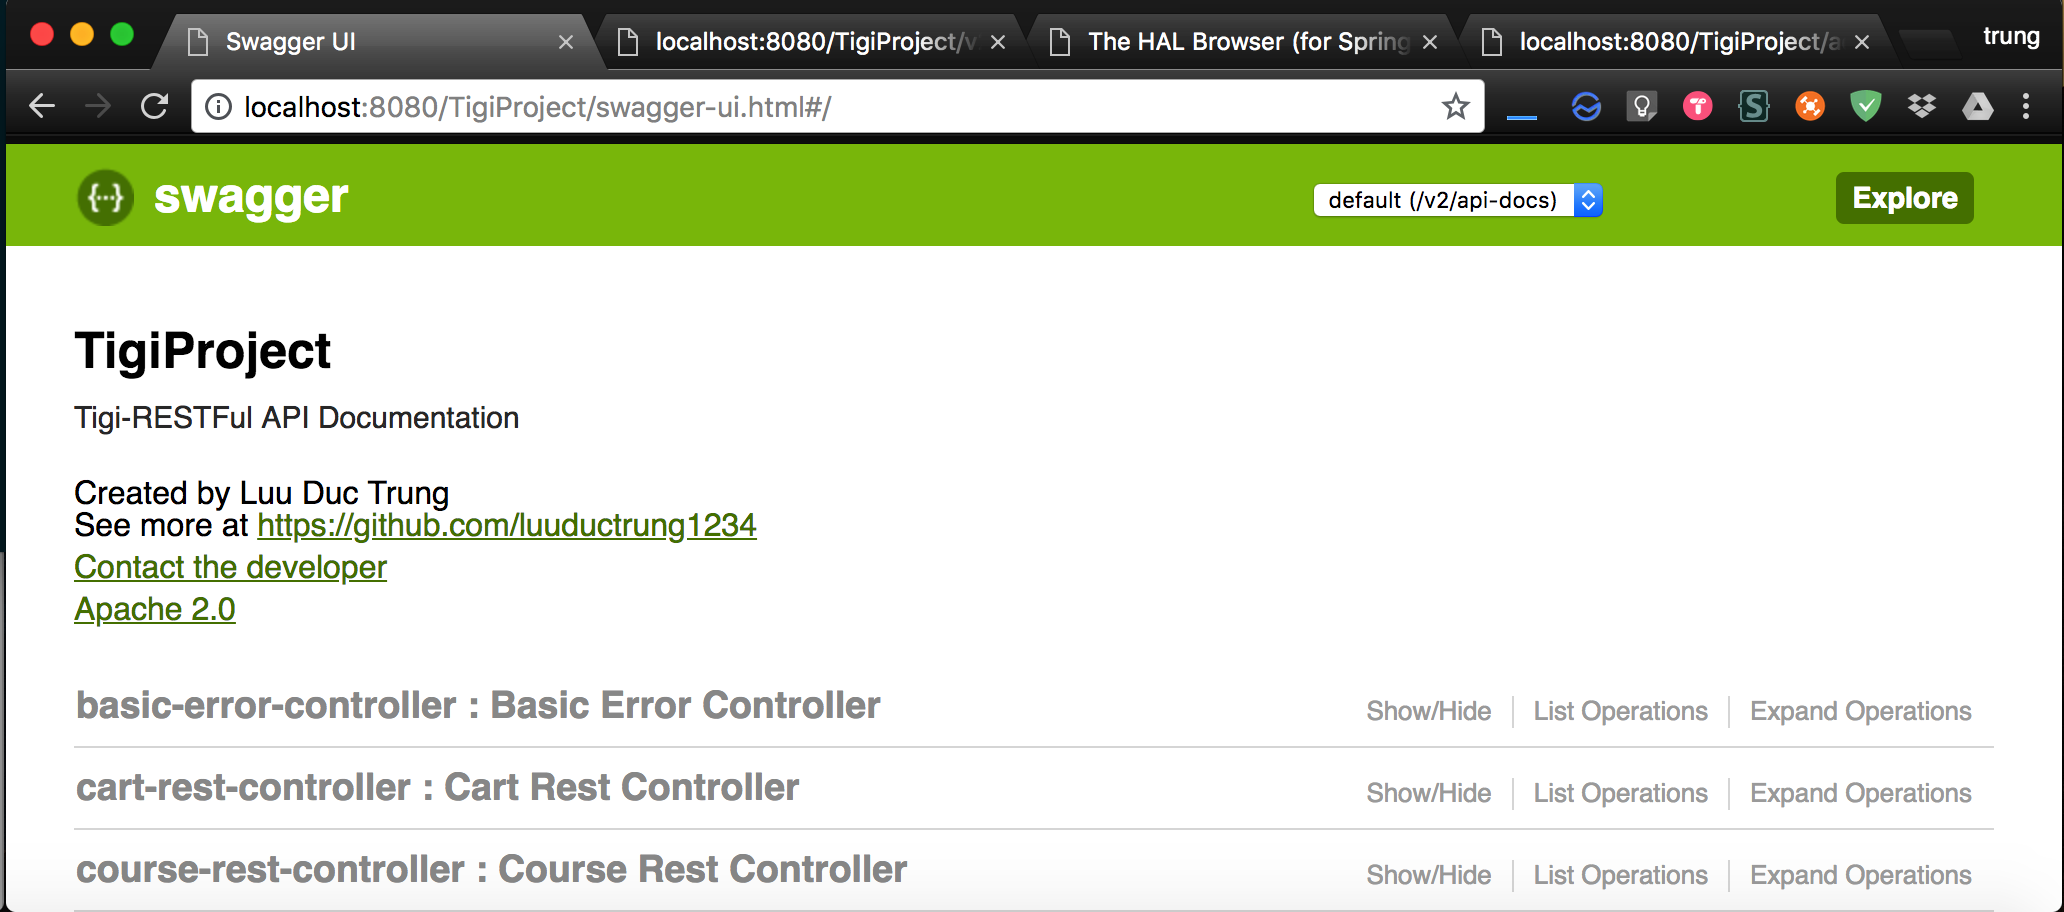 Swagger UI
localhost:8080/TigiProject/v
The HAL Browser (for Spring
localhost:8080/TigiProject/a
trung
localhost:8080/TigiProject/swagger-ui.html#/
{···} swagger
default (/v2/api-docs)
Explore
TigiProject
Tigi-RESTFul API Documentation
Created by Luu Duc Trung
See more at https://github.com/luuductrung1234
Contact the developer
Apache 2.0
basic-error-controller : Basic Error Controller
Show/Hide
List Operations
Expand Operations
cart-rest-controller : Cart Rest Controller
Show/Hide
List Operations
Expand Operations
course-rest-controller : Course Rest Controller
Show/Hide
List Operations
Expand Operations